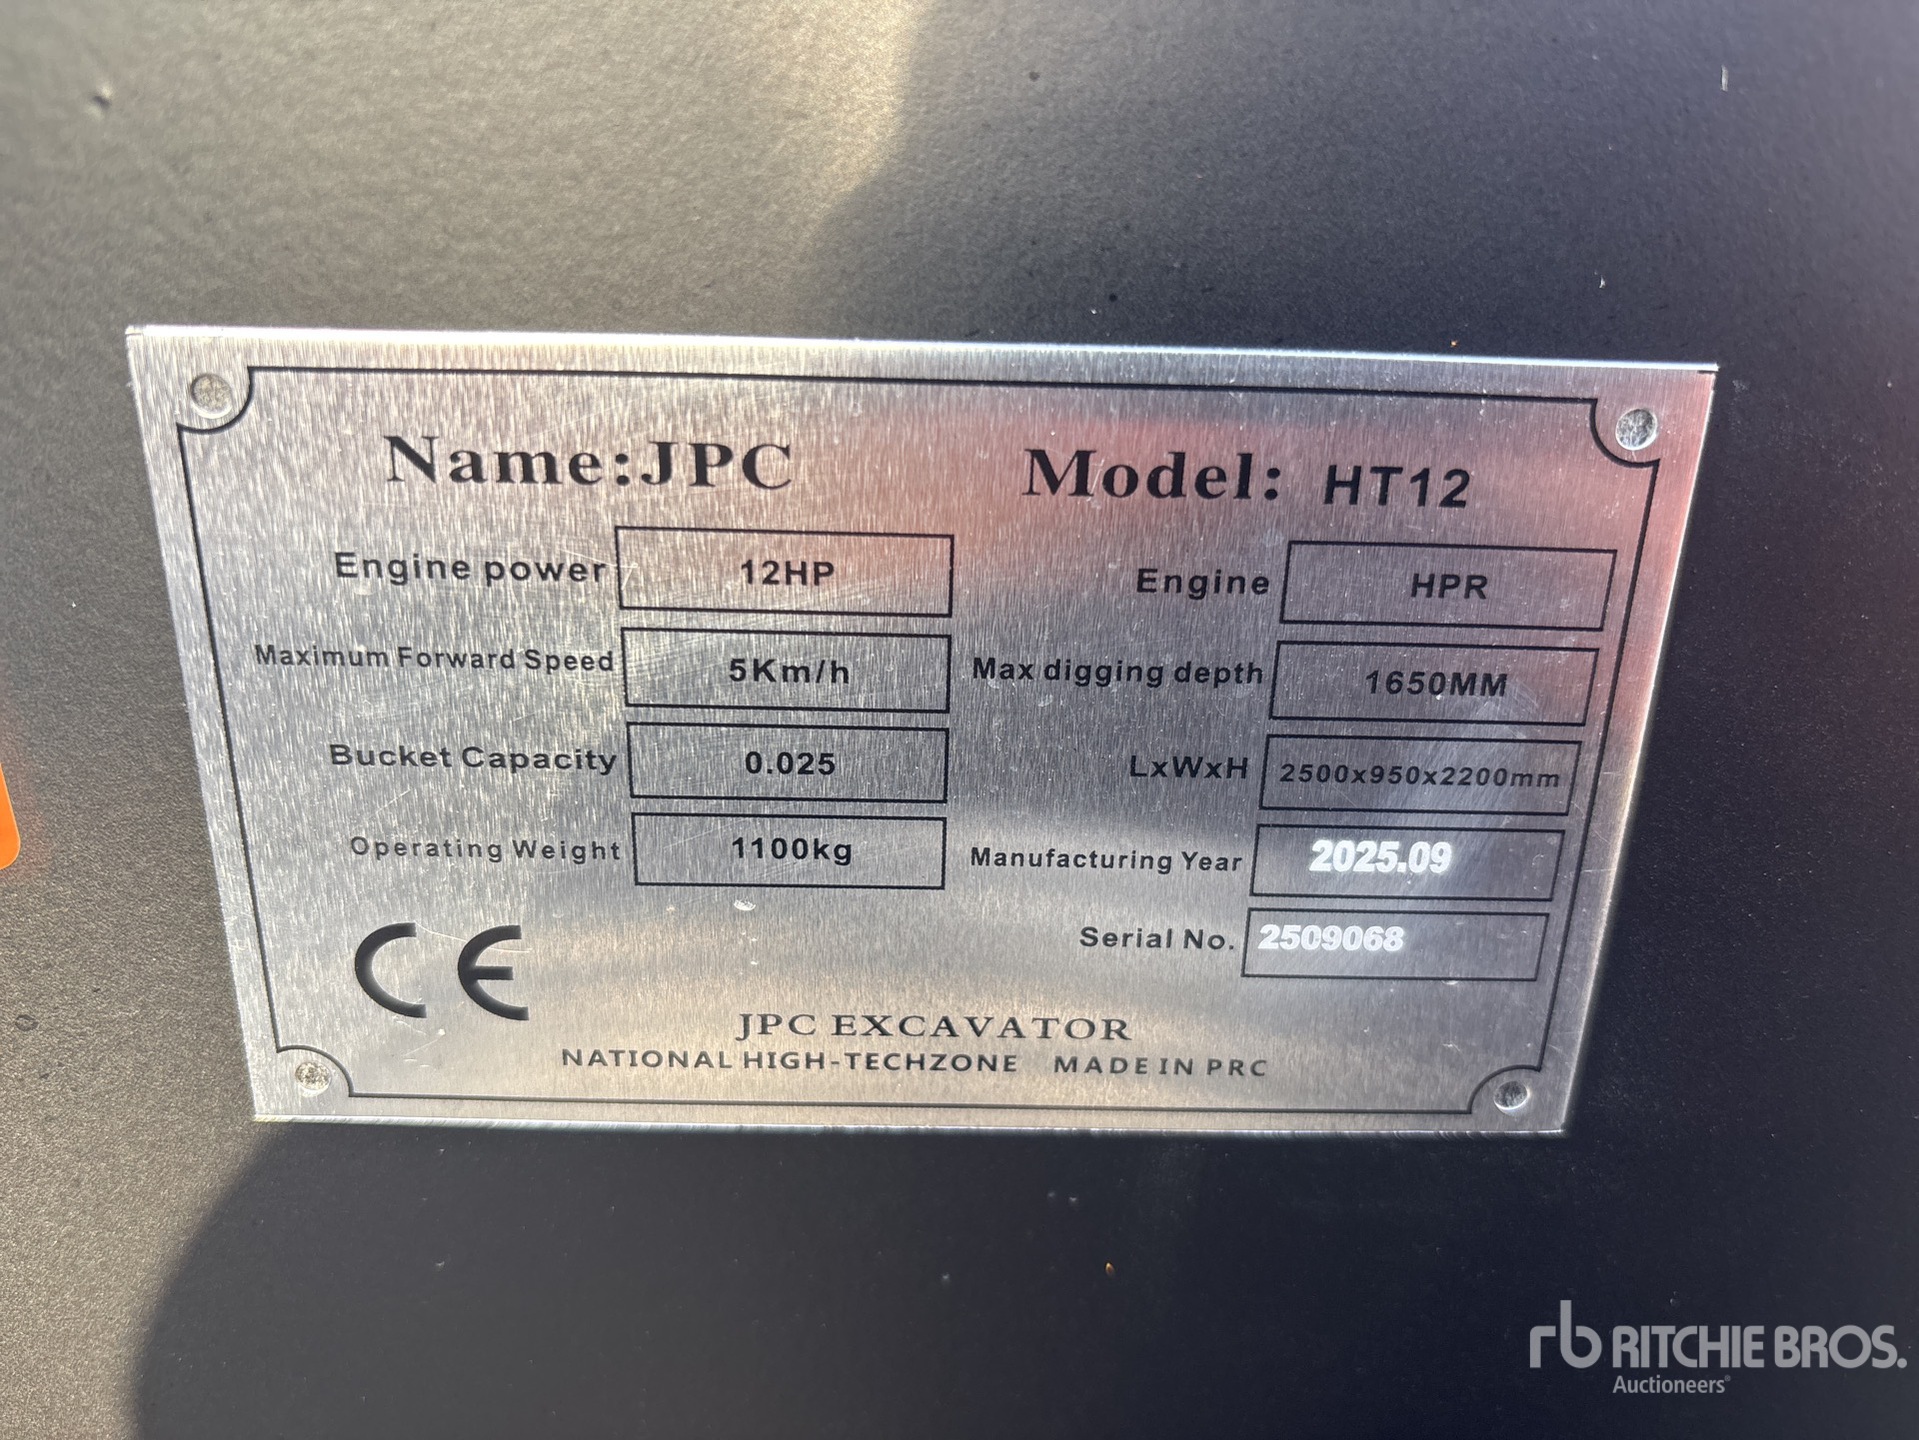 Name:JPC Model: HT12
Engine power 12HP Engine HPR
Maximum Forward Speed 5Km/h Max digging depth 1650MM
Bucket Capacity 0.025 LxWxH 2500x950x2200mm
Operating Weight 1100kg Manufacturing Year 2025.09
Serial No. 2509068
CE
JPC EXCAVATOR
NATIONAL HIGH-TECHZONE MADE IN PRC
rb RITCHIE BROS.
Auctioneers®